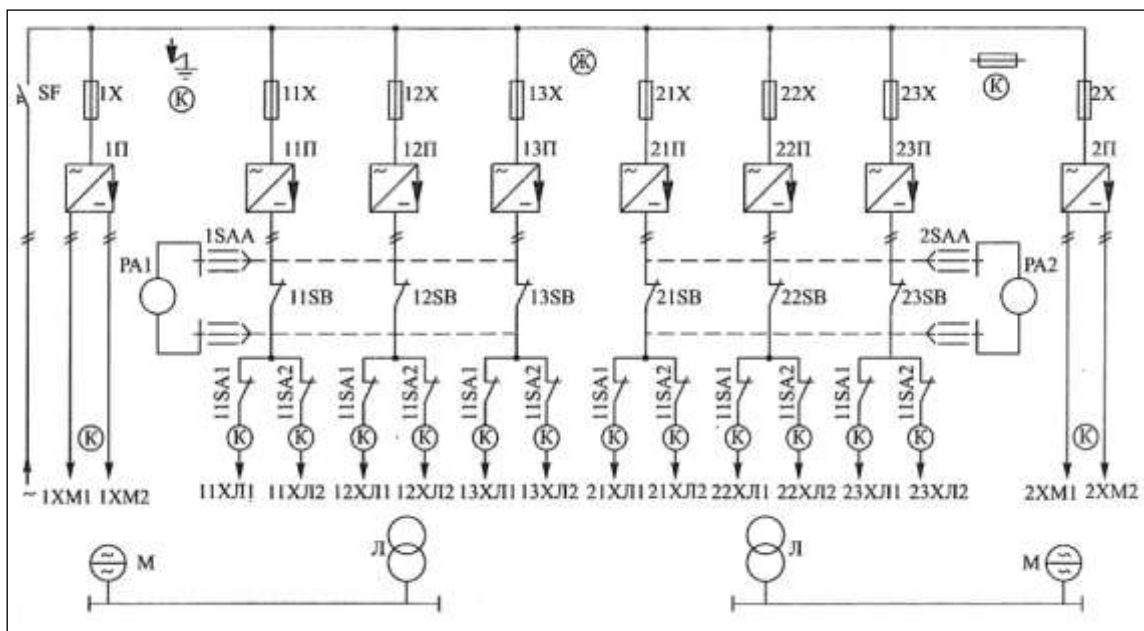 Ж
SF 1X К 11X 12X 13X 21X 22X 23X К 2X
1П 11П 12П 13П 21П 22П 23П 2П
1SAA 2SAA
PA1 PA2
11SB 12SB 13SB 21SB 22SB 23SB
11SA1 11SA2 11SA1 11SA2 11SA1 11SA2 11SA1 11SA2 11SA1 11SA2 11SA1 11SA2
К К К К К К К К К К К К К К
~ 1XM1 1XM2 11ХЛ1 11ХЛ2 12ХЛ1 12ХЛ2 13ХЛ1 13ХЛ2 21ХЛ1 21ХЛ2 22ХЛ1 22ХЛ2 23ХЛ1 23ХЛ2 2XM1 2XM2
М Л Л М